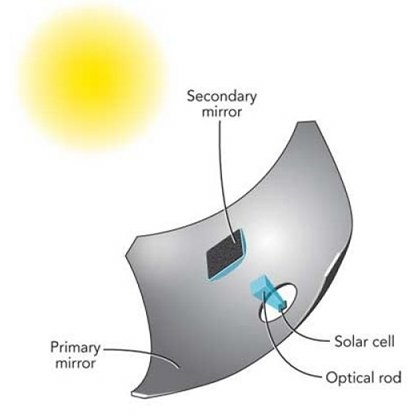 Secondary
mirror
Primary
mirror
Solar cell
Optical rod